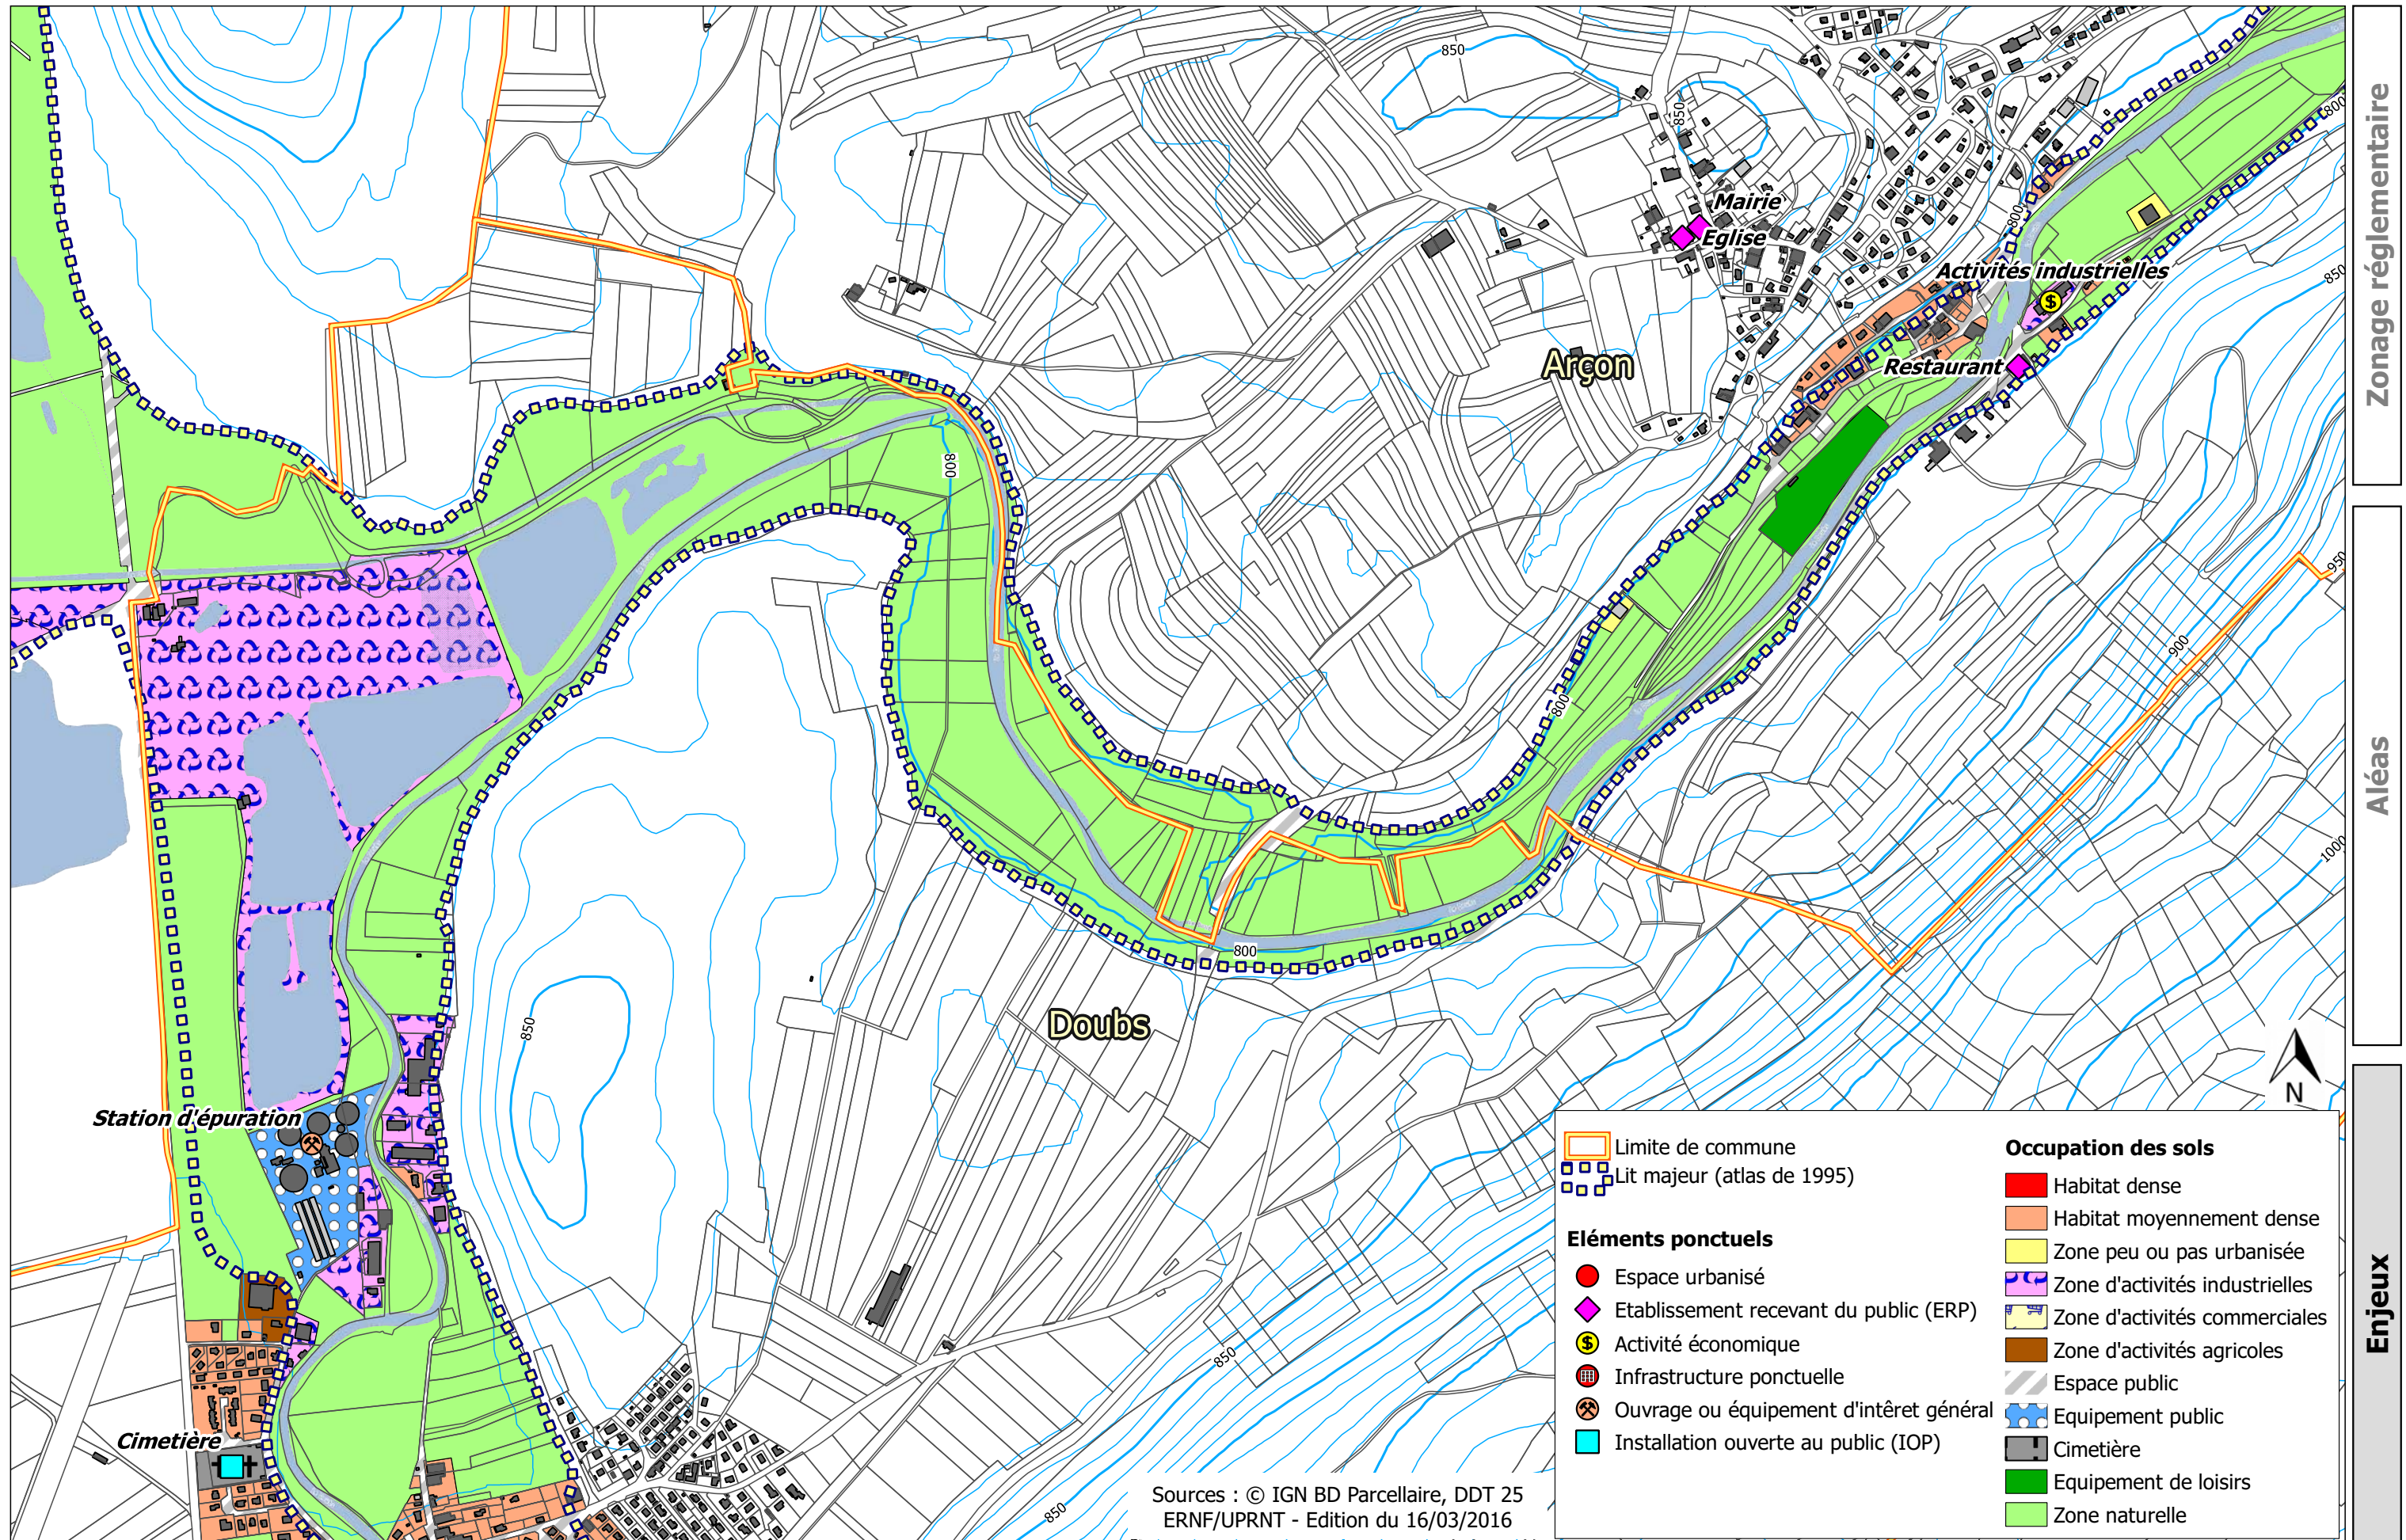 850
850
800
Zonage réglementaire
Mairie
Eglise
800
Activités industrielles
850
Arçon
Restaurant
800
950
900
800
Aléas
1000
800
850
Doubs
Station d'épuration
N
Limite de commune
Lit majeur (atlas de 1995)
Eléments ponctuels
Espace urbanisé
Etablissement recevant du public (ERP)
Activité économique
Infrastructure ponctuelle
Ouvrage ou équipement d'intêret général
Installation ouverte au public (IOP)
Occupation des sols
Habitat dense
Habitat moyennement dense
Zone peu ou pas urbanisée
Zone d'activités industrielles
Zone d'activités commerciales
Zone d'activités agricoles
Espace public
Equipement public
Cimetière
Equipement de loisirs
Zone naturelle
Enjeux
850
Cimetière
850
Sources : © IGN BD Parcellaire, DDT 25
ERNF/UPRNT - Edition du 16/03/2016